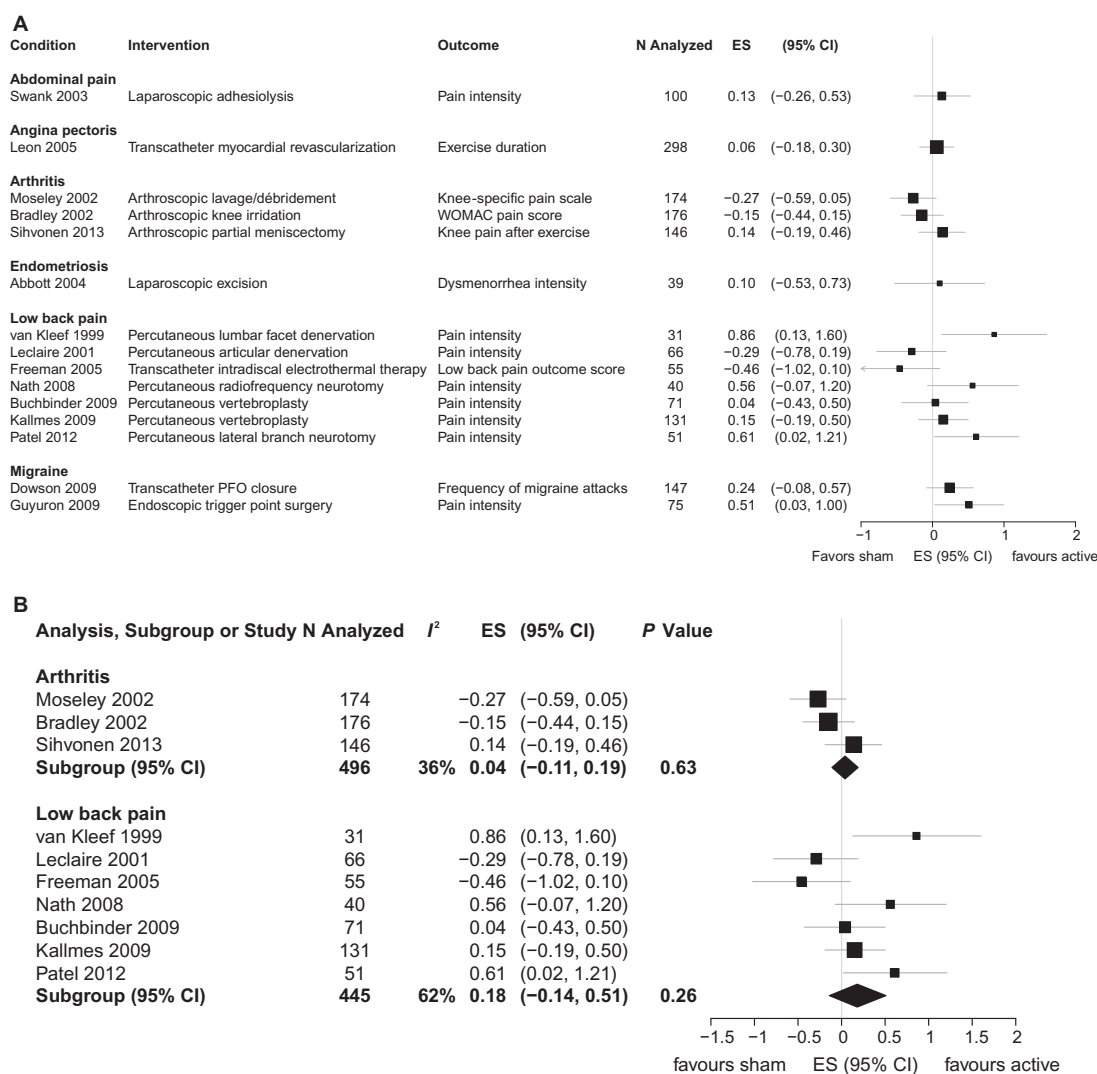 A
Condition Intervention Outcome N Analyzed ES (95% CI)
Abdominal pain
Swank 2003 Laparoscopic adhesiolysis Pain intensity 100 0.13 (−0.26, 0.53)
Angina pectoris
Leon 2005 Transcatheter myocardial revascularization Exercise duration 298 0.06 (−0.18, 0.30)
Arthritis
Moseley 2002 Arthroscopic lavage/débridement Knee-specific pain scale 174 −0.27 (−0.59, 0.05)
Bradley 2002 Arthroscopic knee irridation WOMAC pain score 176 −0.15 (−0.44, 0.15)
Sihvonen 2013 Arthroscopic partial meniscectomy Knee pain after exercise 146 0.14 (−0.19, 0.46)
Endometriosis
Abbott 2004 Laparoscopic excision Dysmenorrhea intensity 39 0.10 (−0.53, 0.73)
Low back pain
van Kleef 1999 Percutaneous lumbar facet denervation Pain intensity 31 0.86 (0.13, 1.60)
Leclaire 2001 Percutaneous articular denervation Pain intensity 66 −0.29 (−0.78, 0.19)
Freeman 2005 Transcatheter intradiscal electrothermal therapy Low back pain outcome score 55 −0.46 (−1.02, 0.10)
Nath 2008 Percutaneous radiofrequency neurotomy Pain intensity 40 0.56 (−0.07, 1.20)
Buchbinder 2009 Percutaneous vertebroplasty Pain intensity 71 0.04 (−0.43, 0.50)
Kallmes 2009 Percutaneous vertebroplasty Pain intensity 131 0.15 (−0.19, 0.50)
Patel 2012 Percutaneous lateral branch neurotomy Pain intensity 51 0.61 (0.02, 1.21)
Migraine
Dowson 2009 Transcatheter PFO closure Frequency of migraine attacks 147 0.24 (−0.08, 0.57)
Guyuron 2009 Endoscopic trigger point surgery Pain intensity 75 0.51 (0.03, 1.00)
−1 0 1 2
Favors sham ES (95% CI) favours active
B
Analysis, Subgroup or Study N Analyzed I² ES (95% CI) P Value
Arthritis
Moseley 2002 174 −0.27 (−0.59, 0.05)
Bradley 2002 176 −0.15 (−0.44, 0.15)
Sihvonen 2013 146 0.14 (−0.19, 0.46)
Subgroup (95% CI) 496 36% 0.04 (−0.11, 0.19) 0.63
Low back pain
van Kleef 1999 31 0.86 (0.13, 1.60)
Leclaire 2001 66 −0.29 (−0.78, 0.19)
Freeman 2005 55 −0.46 (−1.02, 0.10)
Nath 2008 40 0.56 (−0.07, 1.20)
Buchbinder 2009 71 0.04 (−0.43, 0.50)
Kallmes 2009 131 0.15 (−0.19, 0.50)
Patel 2012 51 0.61 (0.02, 1.21)
Subgroup (95% CI) 445 62% 0.18 (−0.14, 0.51) 0.26
−1.5 −1 −0.5 0 0.5 1 1.5 2
favours sham ES (95% CI) favours active